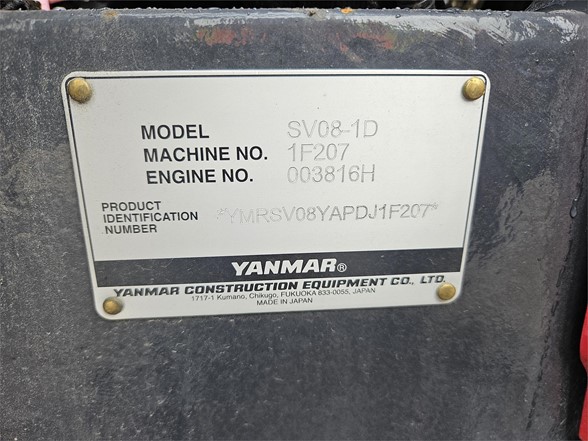 MODEL SV08-1D
MACHINE NO. 1F207
ENGINE NO. 003816H
PRODUCT
IDENTIFICATION
NUMBER
*YMRSV08YAPDJ1F207*
YANMAR®
YANMAR CONSTRUCTION EQUIPMENT CO., LTD.
1717-1 Kumano, Chikugo, FUKUOKA 833-0055, JAPAN
MADE IN JAPAN